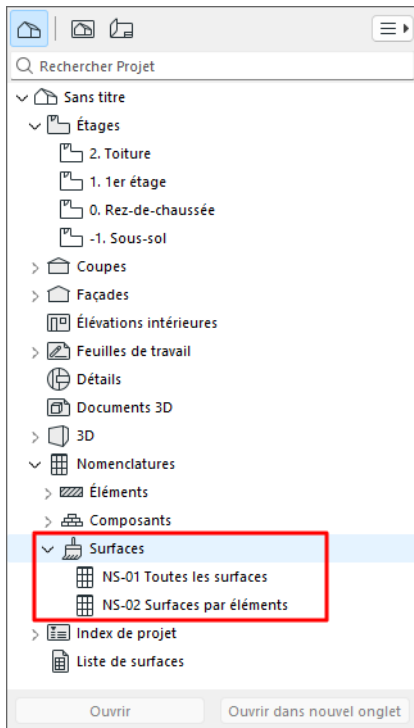 Rechercher Projet
Sans titre
Étages
2. Toiture
1. 1er étage
0. Rez-de-chaussée
-1. Sous-sol
Coupes
Façades
Élévations intérieures
Feuilles de travail
Détails
Documents 3D
3D
Nomenclatures
Éléments
Composants
Surfaces
NS-01 Toutes les surfaces
NS-02 Surfaces par éléments
Index de projet
Liste de surfaces
Ouvrir
Ouvrir dans nouvel onglet